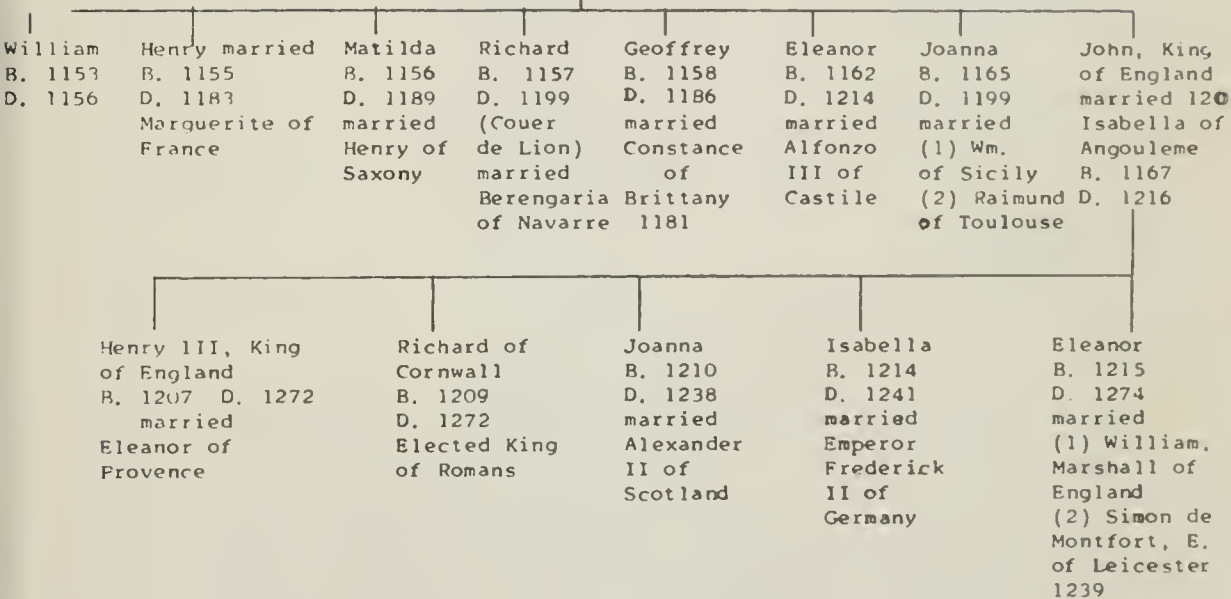 William
B. 1153
D. 1156
Henry married
B. 1155
D. 1183
Marguerite of
France
Matilda
B. 1156
D. 1189
married
Henry of
Saxony
Richard
B. 1157
D. 1199
(Couer
de Lion)
married
Berengaria
of Navarre
Geoffrey
B. 1158
D. 1186
married
Constance
of
Brittany
1181
Eleanor
B. 1162
D. 1214
married
Alfonzo
III of
Castile
Joanna
B. 1165
D. 1199
married
(1) Wm.
of Sicily
(2) Raimund
of Toulouse
John, King
of England
married 120
Isabella of
Angouleme
B. 1167
D. 1216
Henry III, King
of England
B. 1207 D. 1272
married
Eleanor of
Provence
Richard of
Cornwall
B. 1209
D. 1272
Elected King
of Romans
Joanna
B. 1210
D. 1238
married
Alexander
II of
Scotland
Isabella
B. 1214
D. 1241
married
Emperor
Frederick
II of
Germany
Eleanor
B. 1215
D. 1274
married
(1) William,
Marshall of
England
(2) Simon de
Montfort, E.
of Leicester
1239